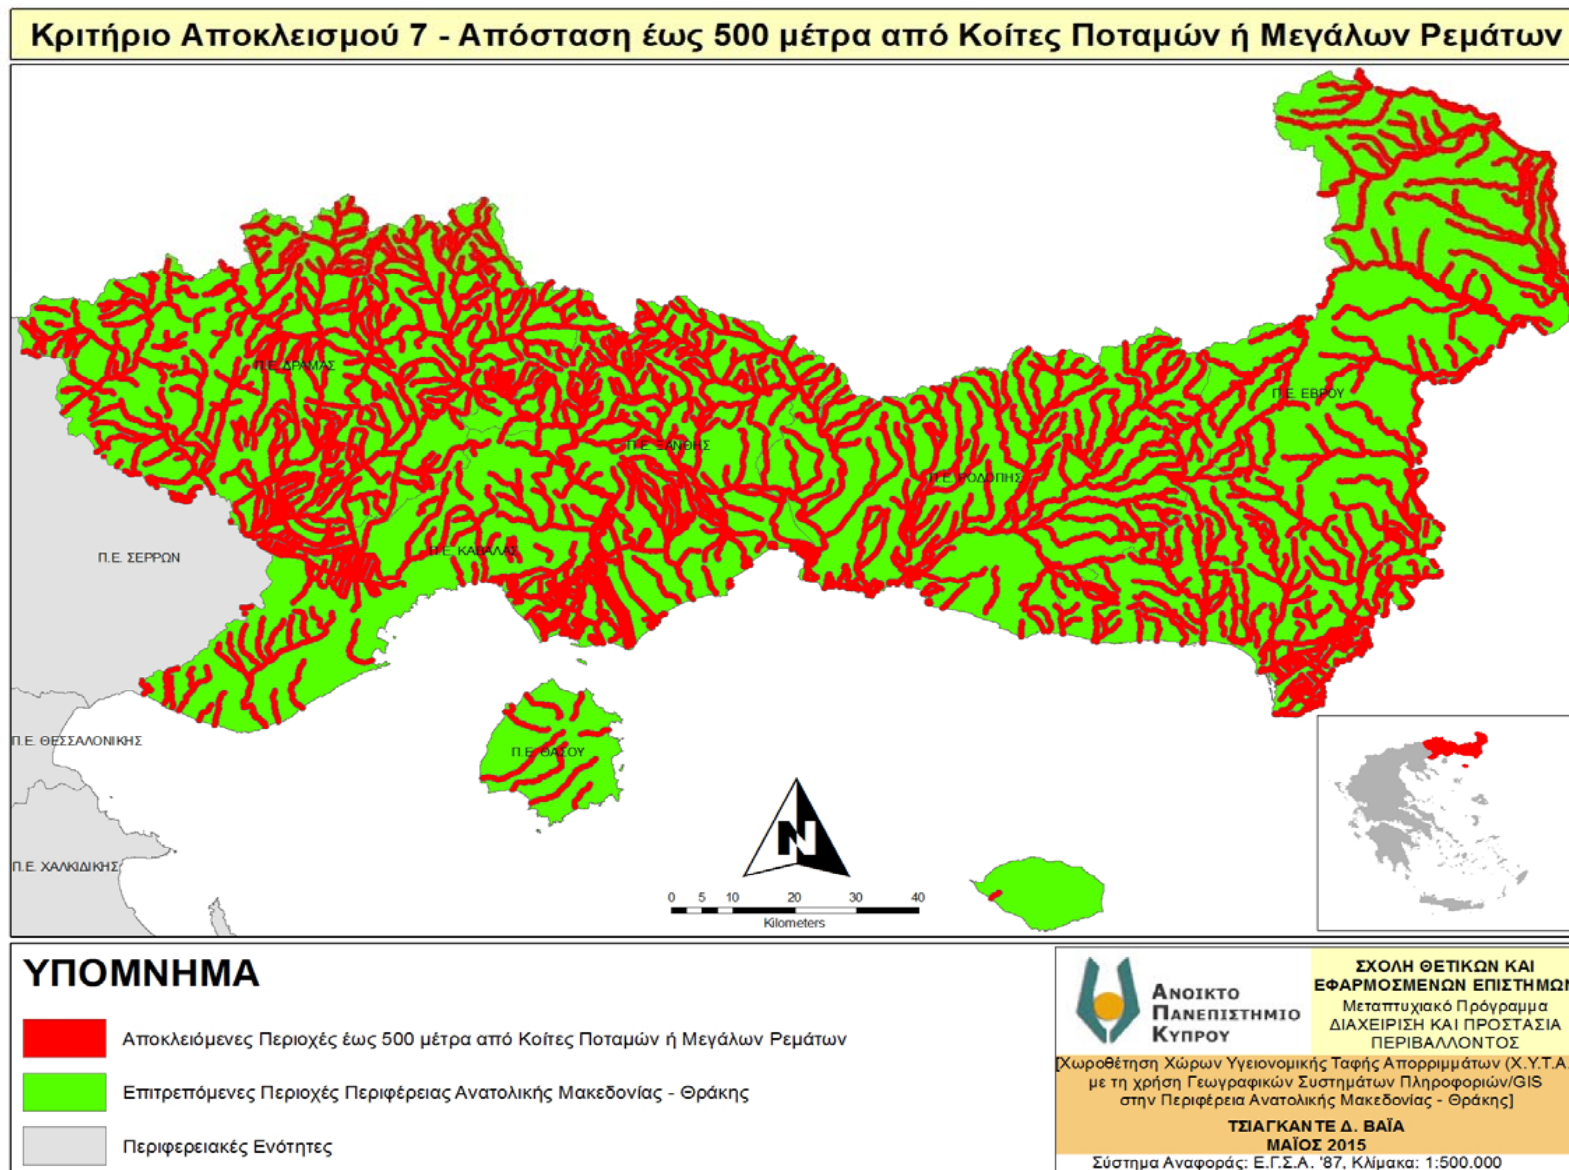 Κριτήριο Αποκλεισμού 7 - Απόσταση έως 500 μέτρα από Κοίτες Ποταμών ή Μεγάλων Ρεμάτων
Π.Ε. ΔΡΑΜΑΣ
Π.Ε. ΕΒΡΟΥ
Π.Ε. ΞΑΝΘΗΣ
Π.Ε. ΡΟΔΟΠΗΣ
Π.Ε. ΚΑΒΑΛΑΣ
Π.Ε. ΣΕΡΡΩΝ
Π.Ε. ΘΕΣΣΑΛΟΝΙΚΗΣ
Π.Ε. ΘΑΣΟΥ
Π.Ε. ΧΑΛΚΙΔΙΚΗΣ
N
0 5 10 20 30 40
Kilometers
ΥΠΟΜΝΗΜΑ
Αποκλειόμενες Περιοχές έως 500 μέτρα από Κοίτες Ποταμών ή Μεγάλων Ρεμάτων
Επιτρεπόμενες Περιοχές Περιφέρειας Ανατολικής Μακεδονίας - Θράκης
Περιφερειακές Ενότητες
ΑΝΟΙΚΤΟ
ΠΑΝΕΠΙΣΤΗΜΙΟ
ΚΥΠΡΟΥ
ΣΧΟΛΗ ΘΕΤΙΚΩΝ ΚΑΙ
ΕΦΑΡΜΟΣΜΕΝΩΝ ΕΠΙΣΤΗΜΩΝ
Μεταπτυχιακό Πρόγραμμα
ΔΙΑΧΕΙΡΙΣΗ ΚΑΙ ΠΡΟΣΤΑΣΙΑ
ΠΕΡΙΒΑΛΛΟΝΤΟΣ
[Χωροθέτηση Χώρων Υγειονομικής Ταφής Απορριμμάτων (Χ.Υ.Τ.Α.
με τη χρήση Γεωγραφικών Συστημάτων Πληροφοριών/GIS
στην Περιφέρεια Ανατολικής Μακεδονίας - Θράκης]
ΤΣΙΑΓΚΑΝΤΕ Δ. ΒΑΪΑ
ΜΑΪΟΣ 2015
Σύστημα Αναφοράς: Ε.Γ.Σ.Α. '87, Κλίμακα: 1:500.000